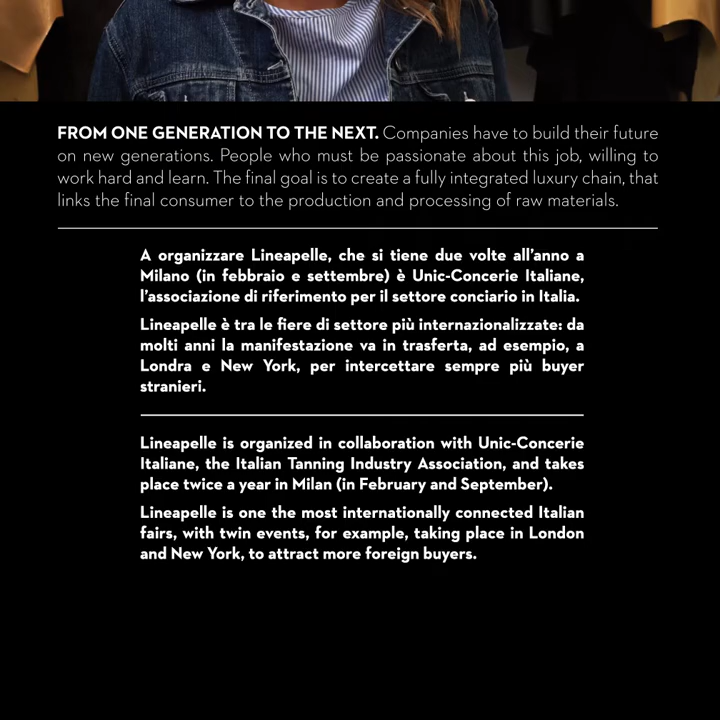 FROM ONE GENERATION TO THE NEXT. Companies have to build their future
on new generations. People who must be passionate about this job, willing to
work hard and learn. The final goal is to create a fully integrated luxury chain, that
links the final consumer to the production and processing of raw materials.
A organizzare Lineapelle, che si tiene due volte all'anno a
Milano (in febbraio e settembre) è Unic-Concerie Italiane,
l'associazione di riferimento per il settore conciario in Italia.
Lineapelle è tra le fiere di settore più internazionalizzate: da
molti anni la manifestazione va in trasferta, ad esempio, a
Londra e New York, per intercettare sempre più buyer
stranieri.
Lineapelle is organized in collaboration with Unic-Concerie
Italiane, the Italian Tanning Industry Association, and takes
place twice a year in Milan (in February and September).
Lineapelle is one the most internationally connected Italian
fairs, with twin events, for example, taking place in London
and New York, to attract more foreign buyers.